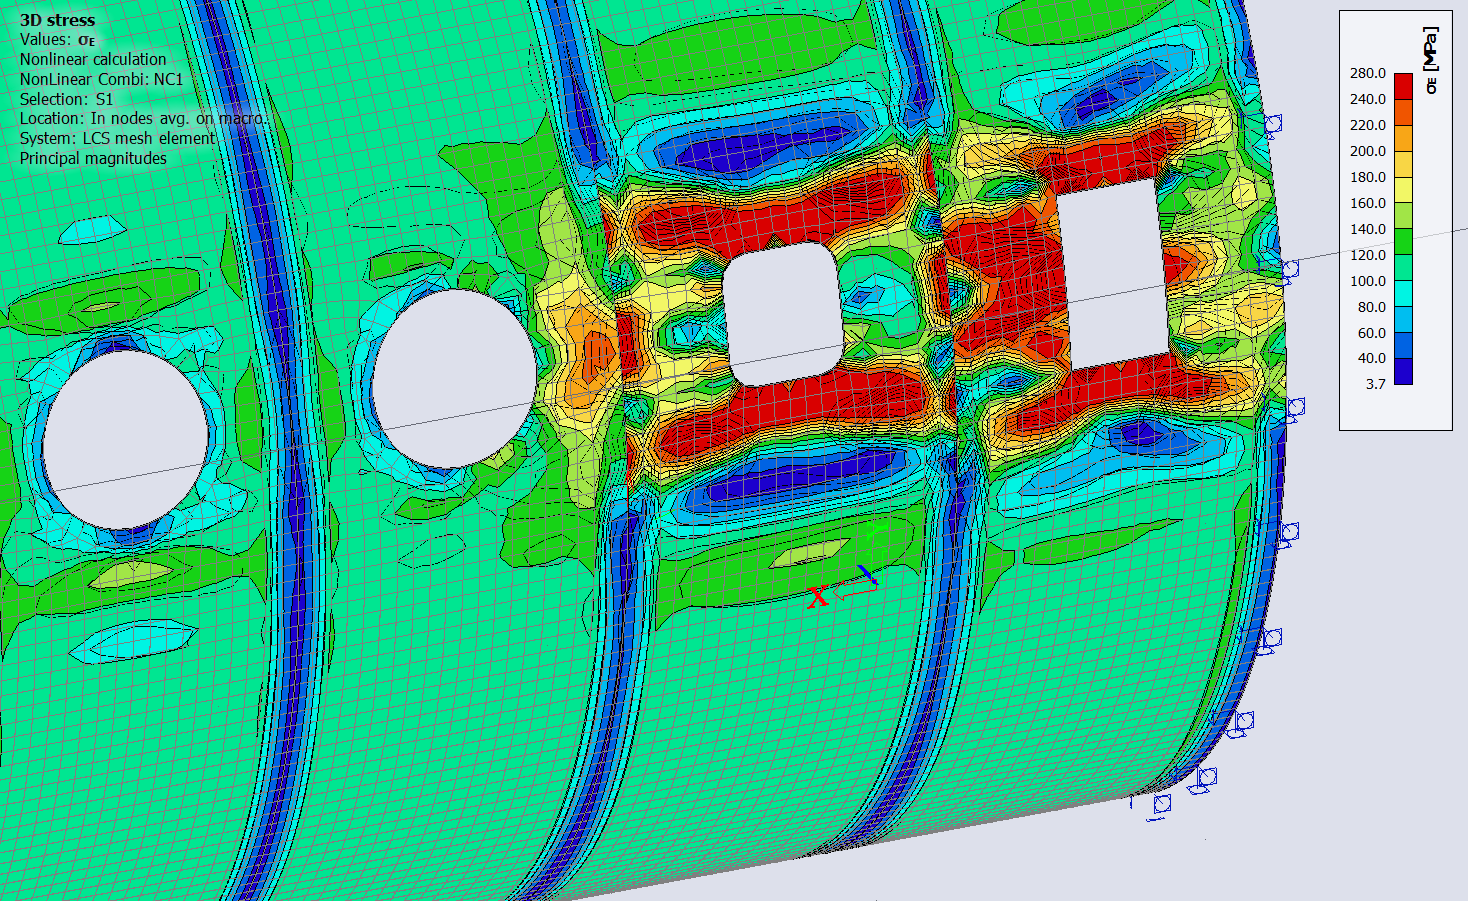 3D stress
Values: σE
Nonlinear calculation
NonLinear Combi: NC1
Selection: S1
Location: In nodes avg. on macro.
System: LCS mesh element
Principal magnitudes
σE [MPa]
280.0
240.0
220.0
200.0
180.0
160.0
140.0
120.0
100.0
80.0
60.0
40.0
3.7
X